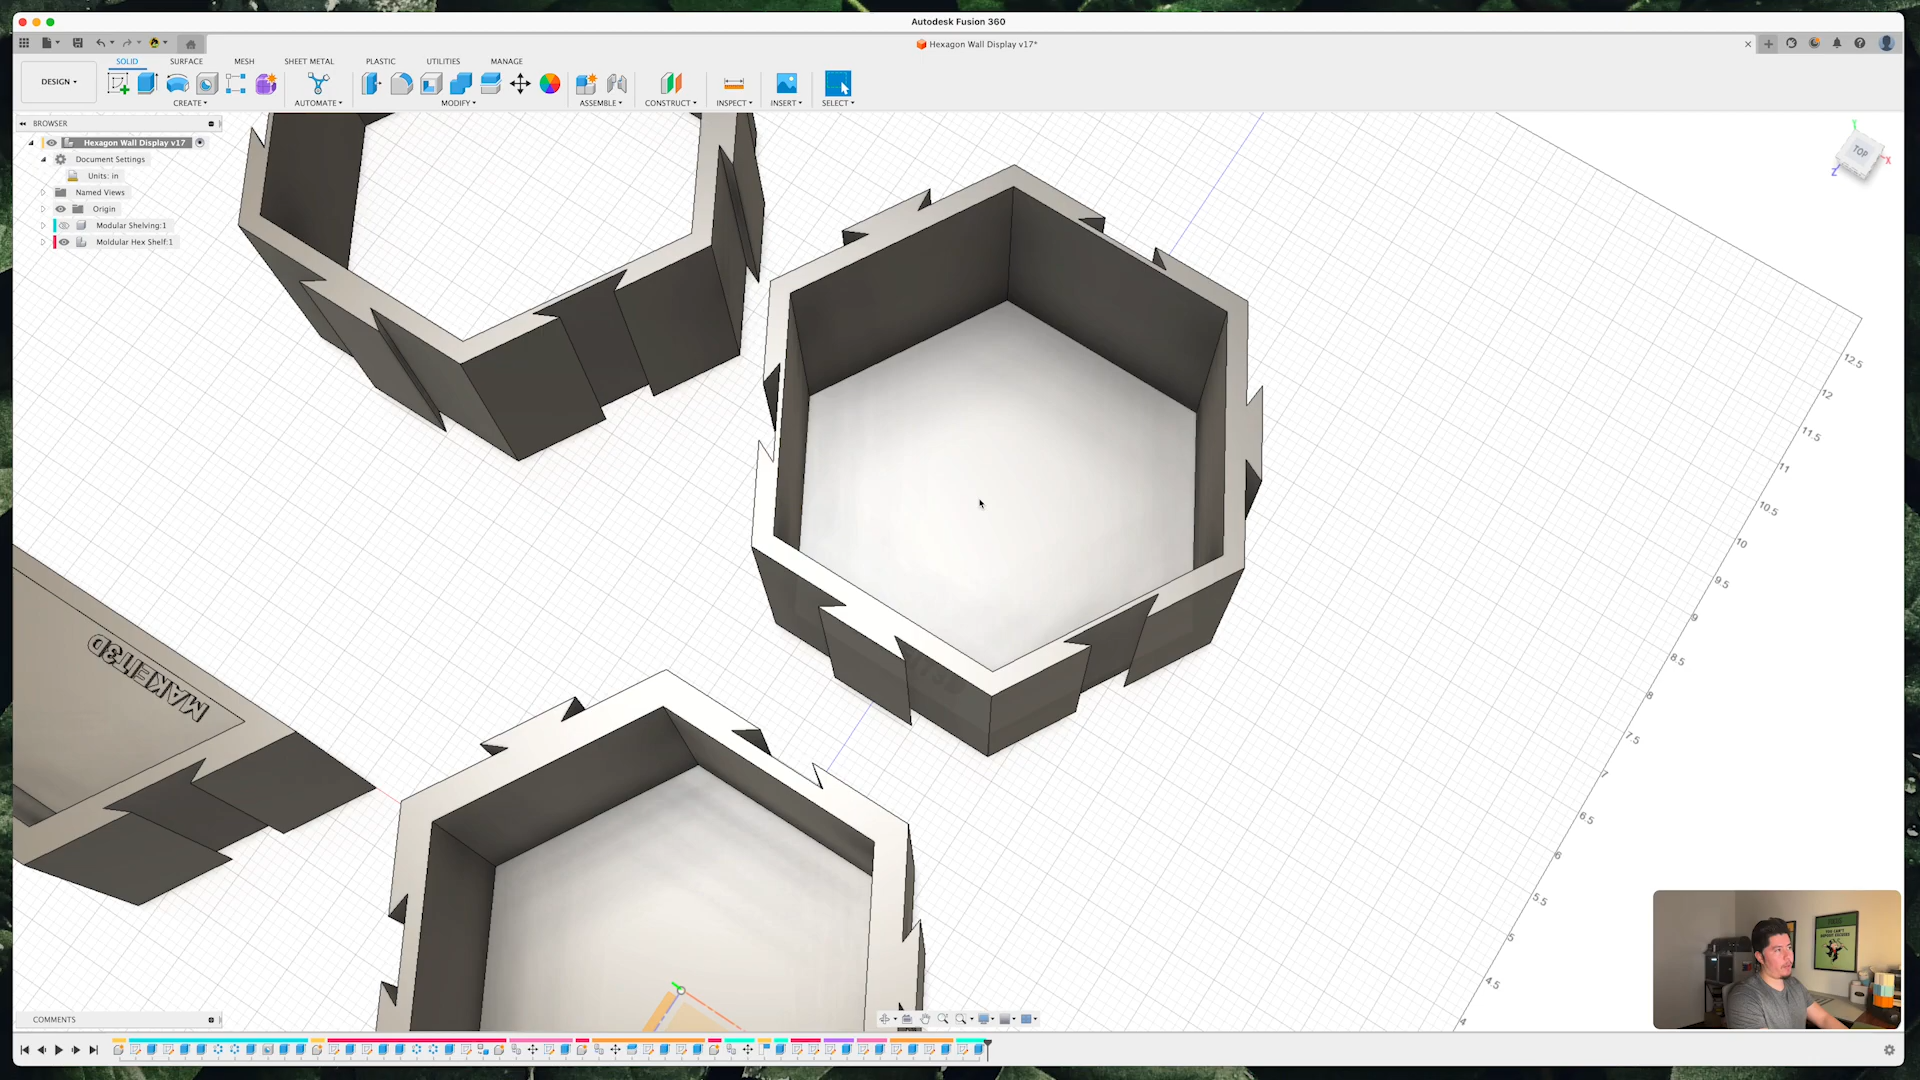 Autodesk Fusion 360
Hexagon Wall Display v17*
DESIGN
SOLID
SURFACE
MESH
SHEET METAL
PLASTIC
UTILITIES
MANAGE
CREATE
AUTOMATE
MODIFY
ASSEMBLE
CONSTRUCT
INSPECT
INSERT
SELECT
BROWSER
Hexagon Wall Display v17
Document Settings
Units: in
Named Views
Origin
Modular Shelving:1
Moldular Hex Shelf:1
TOP
Y
X
Z
12.5
12
11.5
11
10.5
10
9.5
9
8.5
8
7.5
7
6.5
6
5.5
5
4.5
4
MAKEIT3D
COMMENTS